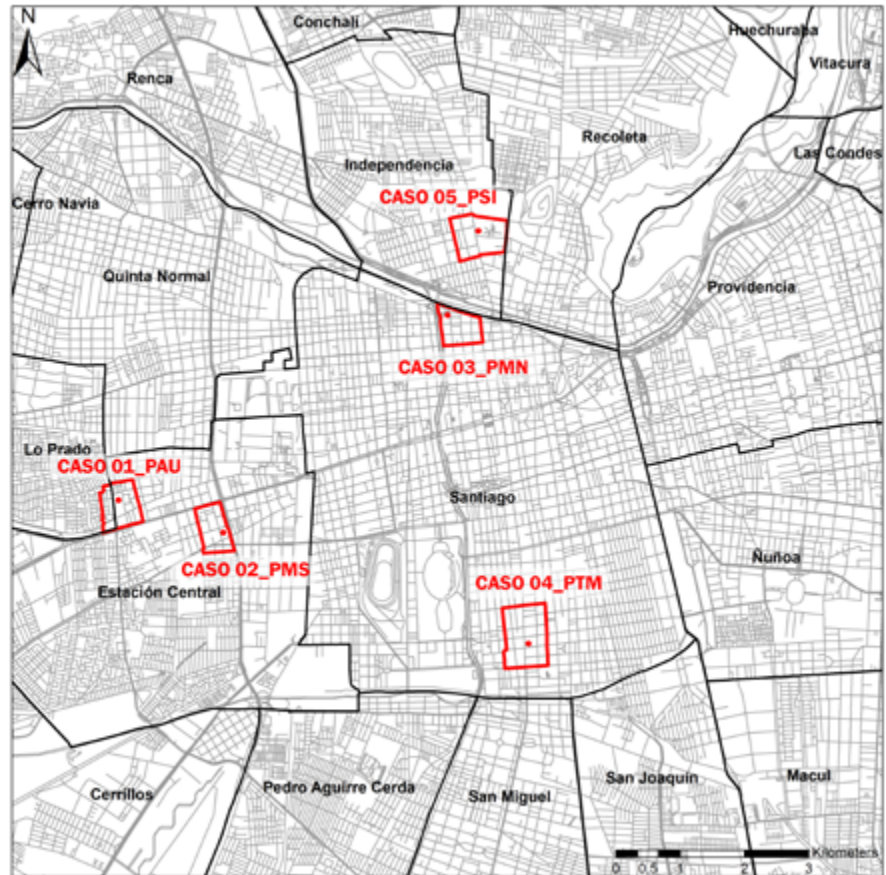 N
Conchalí
Huechuraba
Vitacura
Renca
Recoleta
Las Condes
Independencia
CASO 05_PSI
Cerro Navia
Quinta Normal
Providencia
CASO 03_PMN
Lo Prado
CASO 01_PAU
Santiago
Ñuñoa
CASO 02_PMS
CASO 04_PTM
Estación Central
San Joaquín
Macul
Pedro Aguirre Cerda
Cerrillos
San Miguel
Kilometers
0 0,5 1 2 3